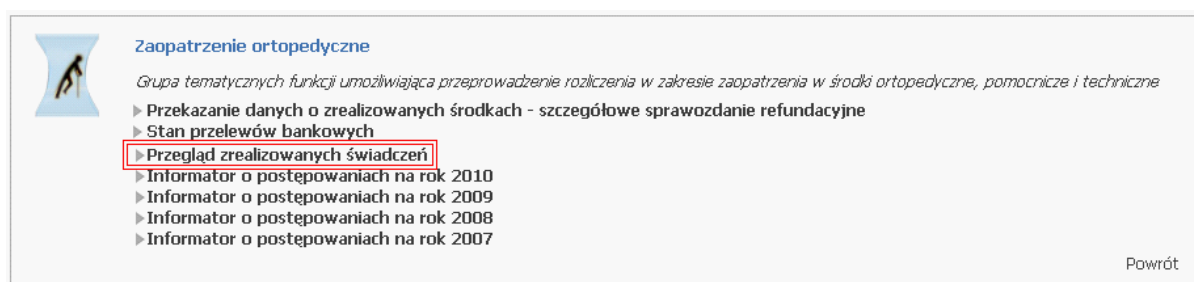 Zaopatrzenie ortopedyczne
Grupa tematycznych funkcji umożliwiająca przeprowadzenie rozliczenia w zakresie zaopatrzenia w środki ortopedyczne, pomocnicze i techniczne
Przekazanie danych o zrealizowanych środkach - szczegółowe sprawozdanie refundacyjne
Stan przelewów bankowych
Przegląd zrealizowanych świadczeń
Informator o postępowaniach na rok 2010
Informator o postępowaniach na rok 2009
Informator o postępowaniach na rok 2008
Informator o postępowaniach na rok 2007
Powrót